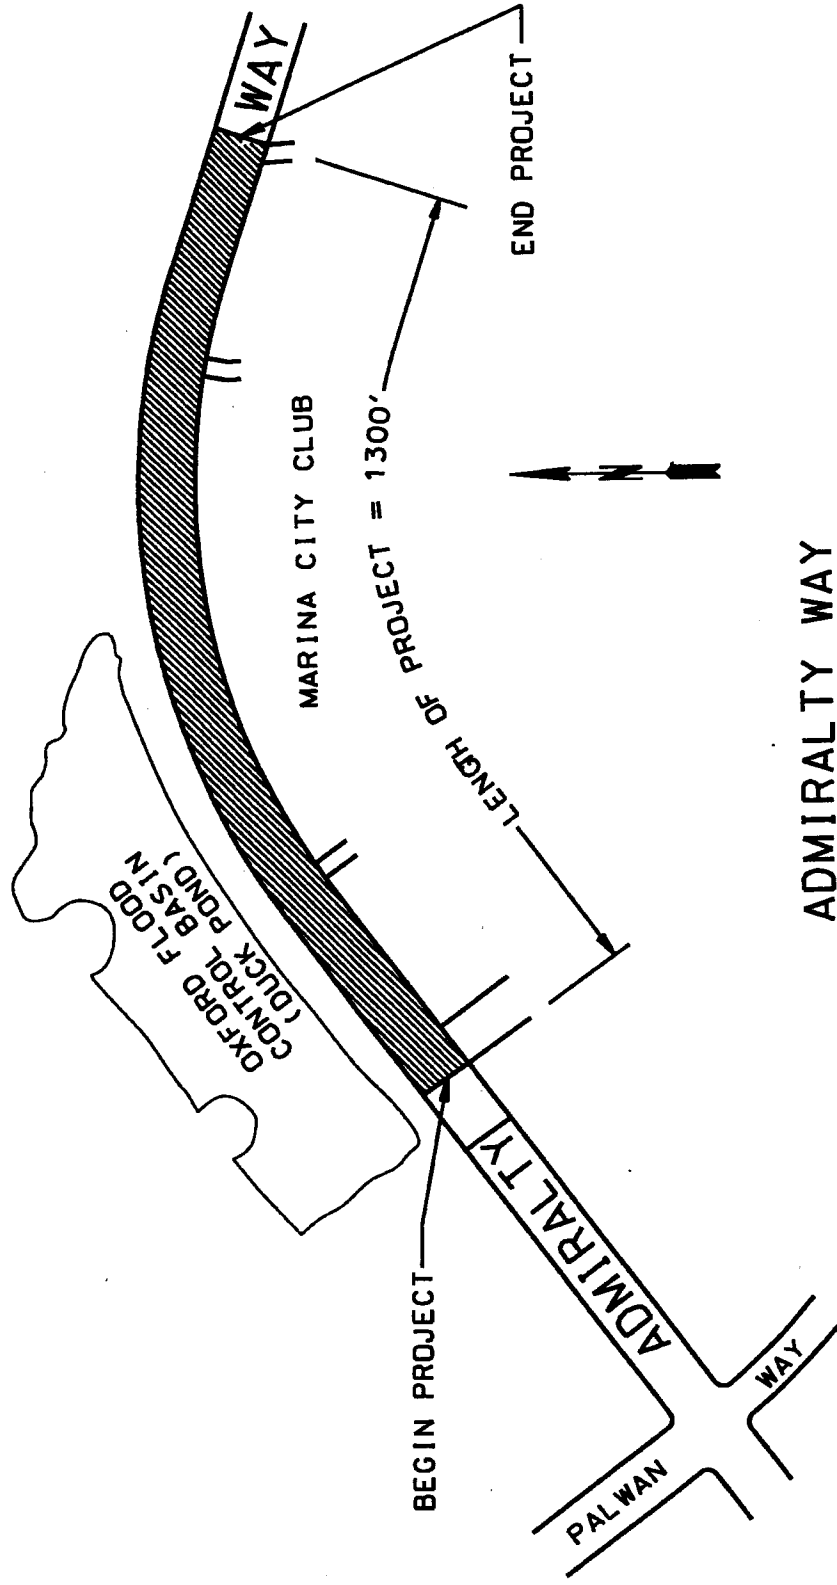 WAY
END PROJECT
MARINA CITY CLUB
LENGTH OF PROJECT = 1300'
OXFORD FLOOD
CONTROL BASIN
(DUCK POND)
N
BEGIN PROJECT
ADMIRALTY
PALWAN
WAY
ADMIRALTY WAY